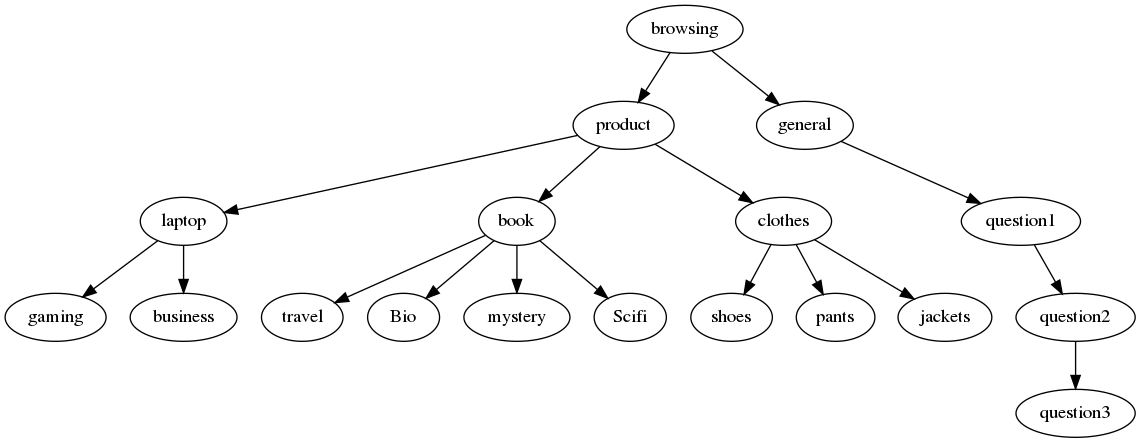 browsing
product
general
laptop
book
clothes
question1
gaming
business
travel
Bio
mystery
Scifi
shoes
pants
jackets
question2
question3